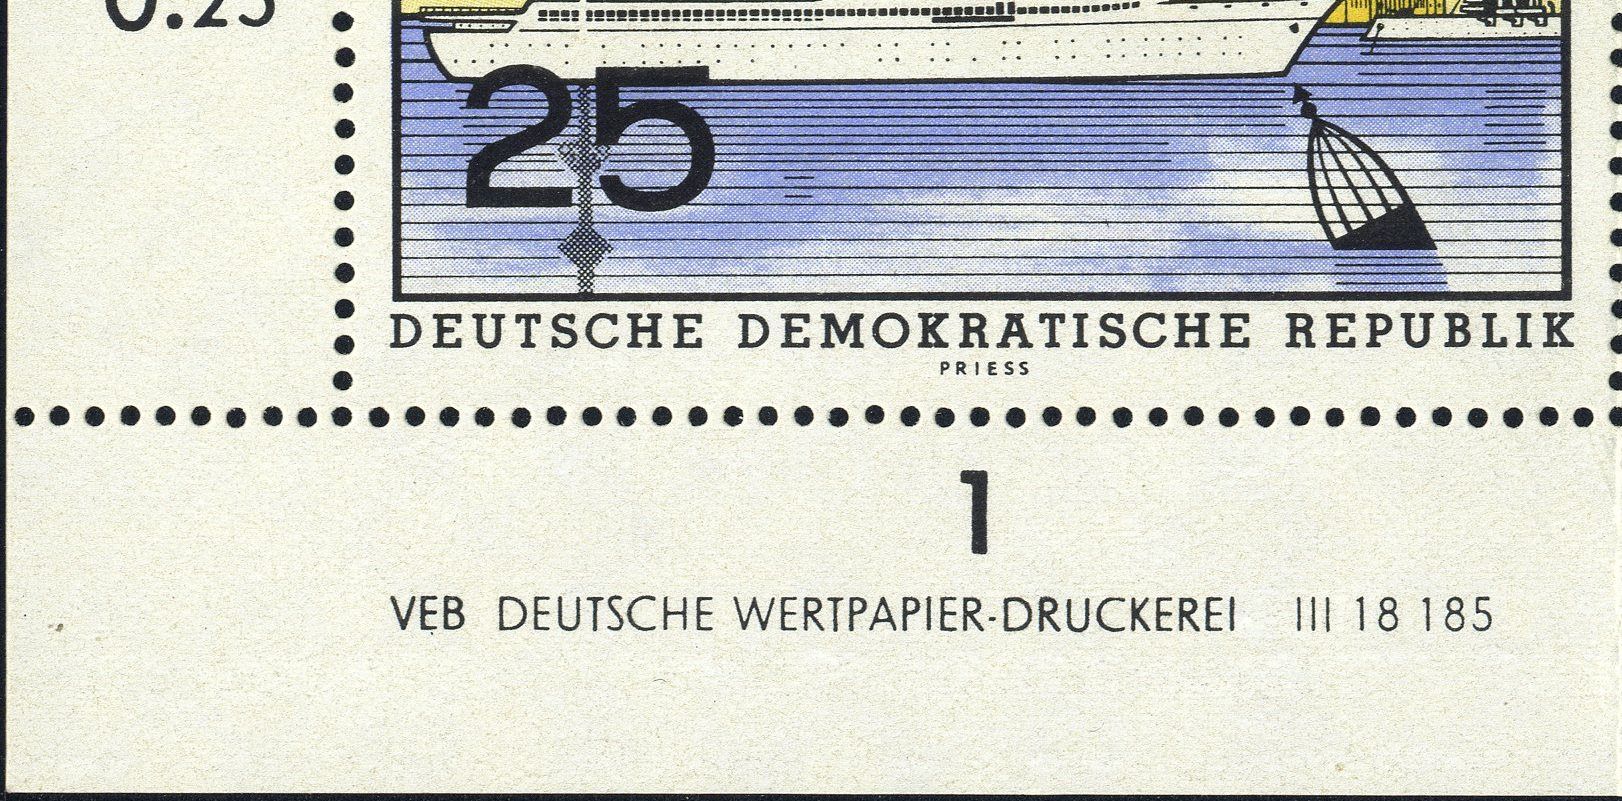 0.25
25
DEUTSCHE DEMOKRATISCHE REPUBLIK
PRIESS
1
VEB DEUTSCHE WERTPAPIER-DRUCKEREI III 18 185